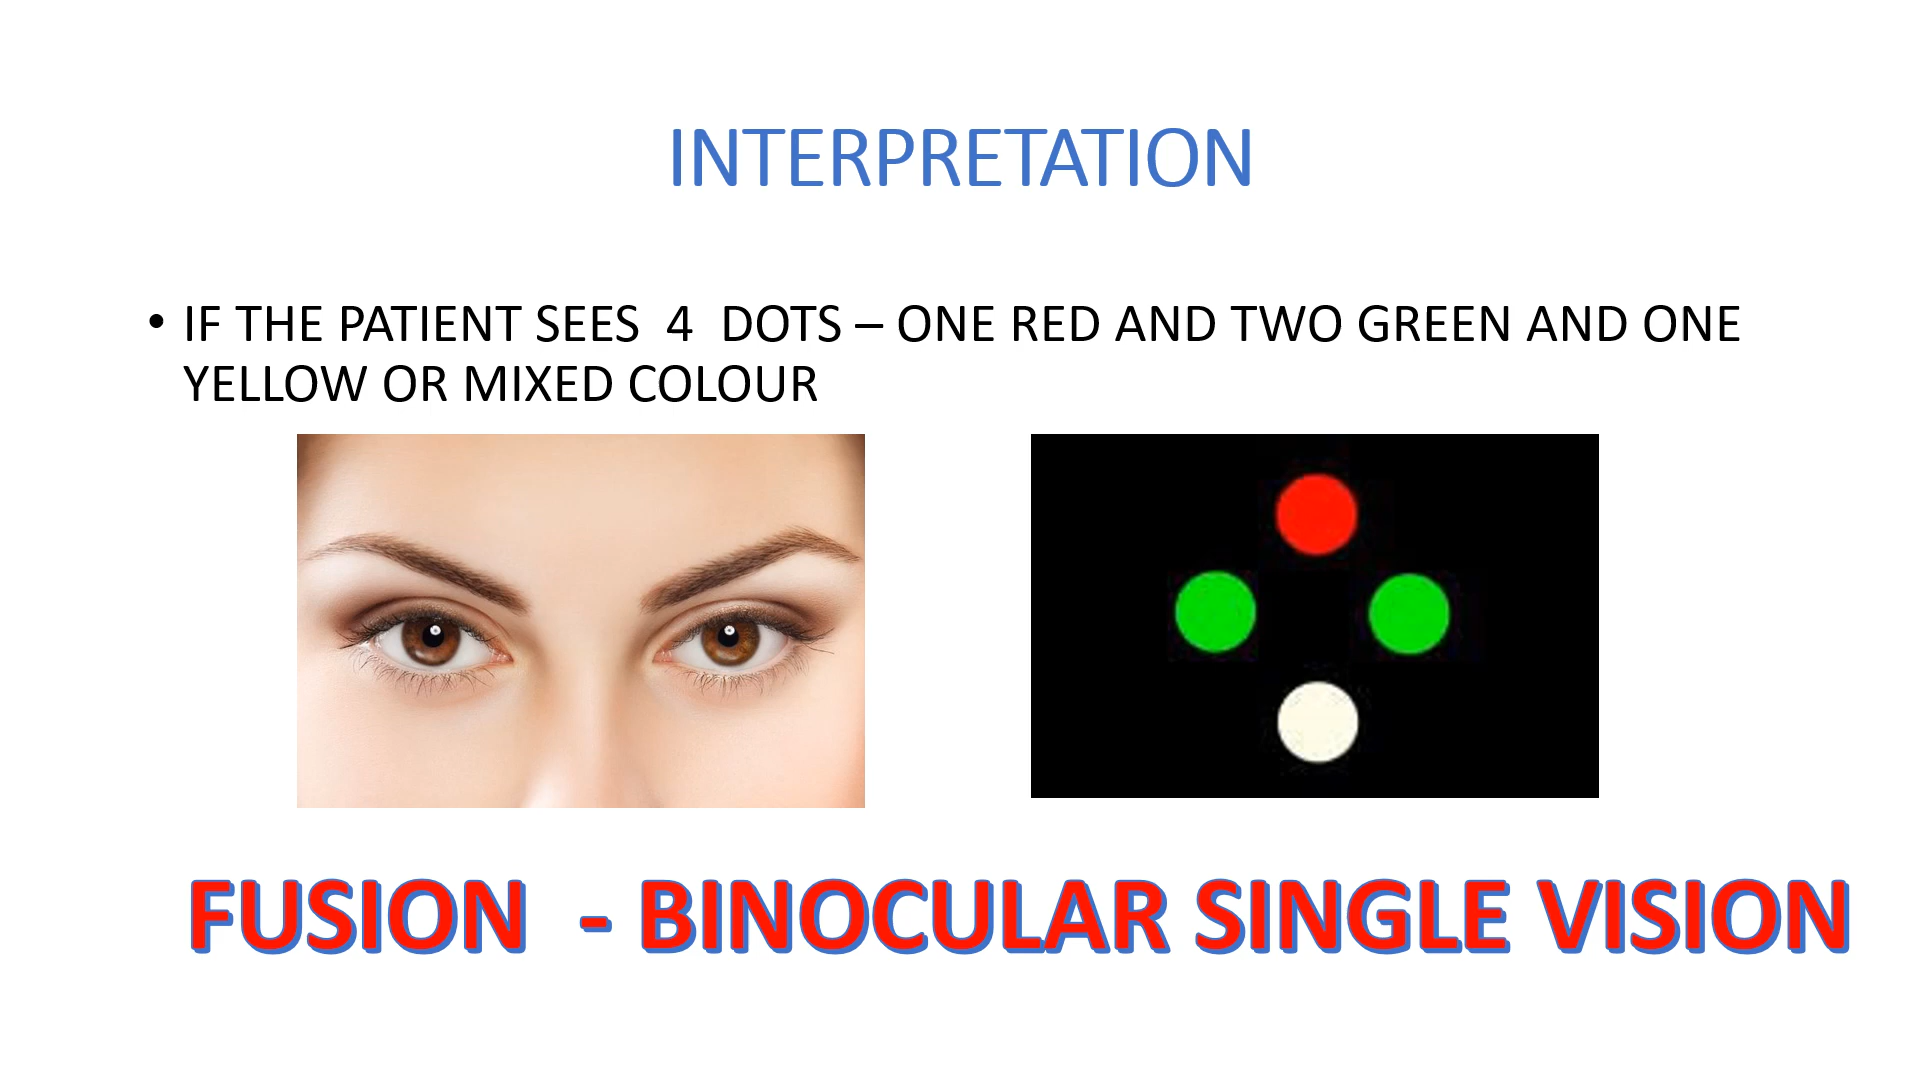 INTERPRETATION
• IF THE PATIENT SEES  4  DOTS – ONE RED AND TWO GREEN AND ONE
YELLOW OR MIXED COLOUR
FUSION  - BINOCULAR SINGLE VISION